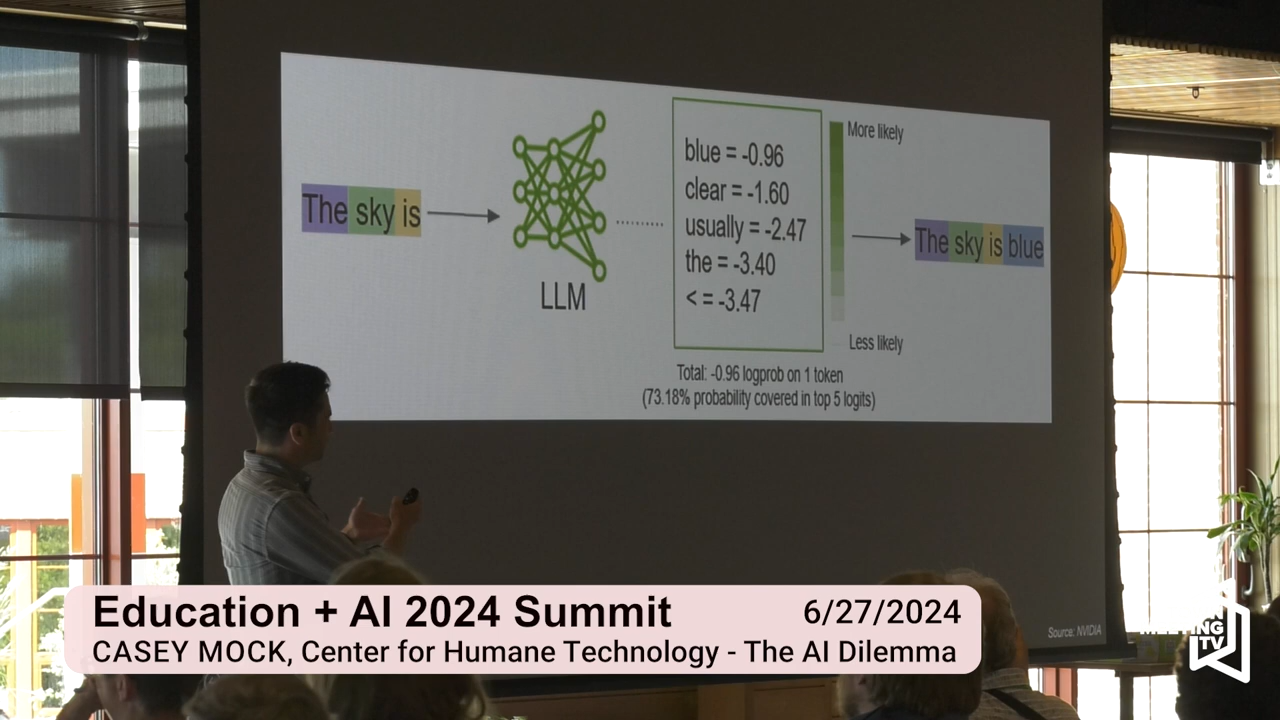 The sky is
LLM
blue = -0.96
clear = -1.60
usually = -2.47
the = -3.40
< = -3.47
More likely
Less likely
Total: -0.96 logprob on 1 token
(73.18% probability covered in top 5 logits)
The sky is blue
Source: NVIDIA
Education + AI 2024 Summit
6/27/2024
CASEY MOCK, Center for Humane Technology - The AI Dilemma
TV